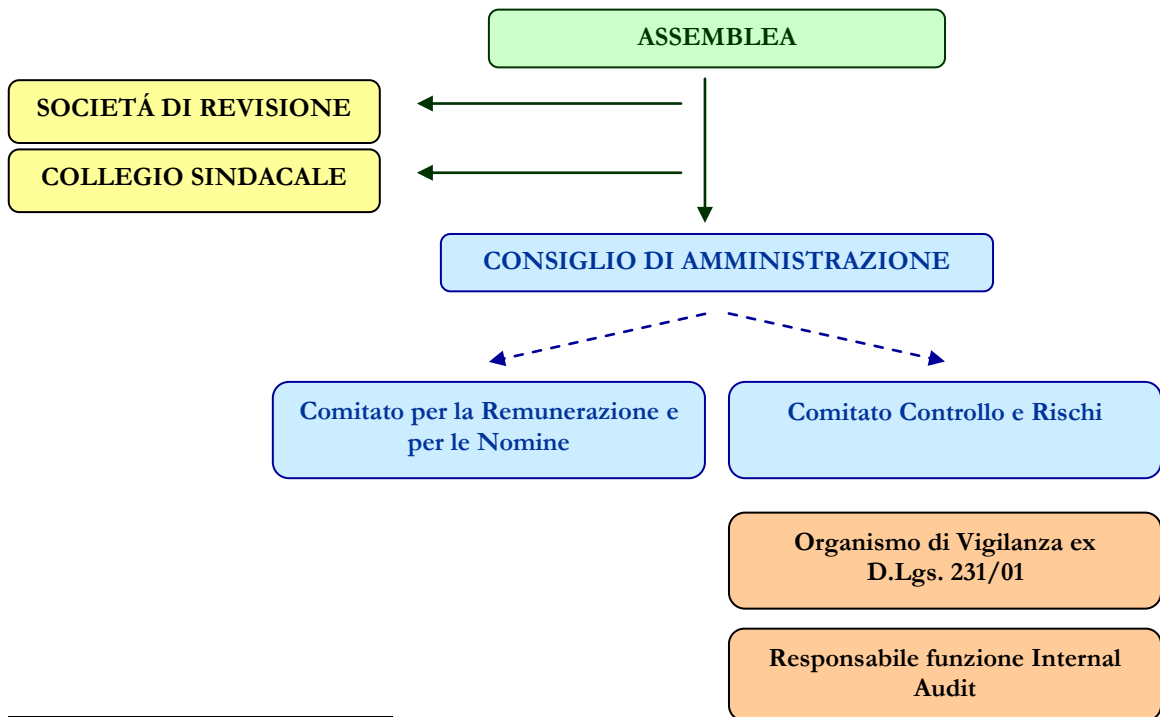 ASSEMBLEA
SOCIETÁ DI REVISIONE
COLLEGIO SINDACALE
CONSIGLIO DI AMMINISTRAZIONE
Comitato per la Remunerazione e
per le Nomine
Comitato Controllo e Rischi
Organismo di Vigilanza ex
D.Lgs. 231/01
Responsabile funzione Internal
Audit